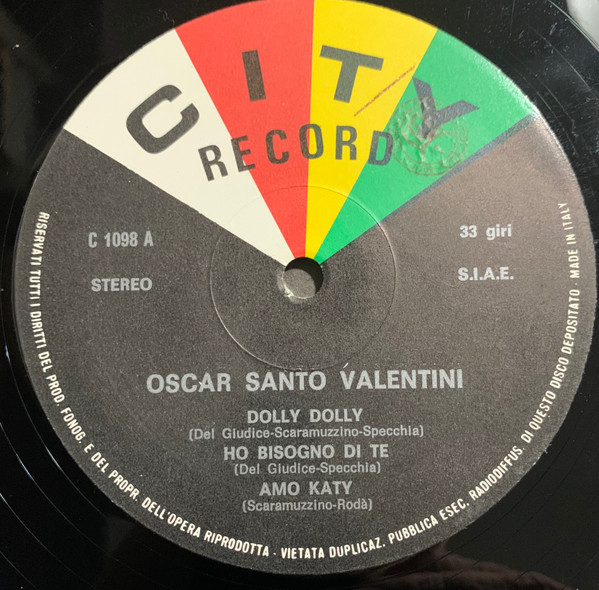 CITY
RECORD
C 1098 A
33 giri
STEREO
S.I.A.E.
OSCAR SANTO VALENTINI
DOLLY DOLLY
(Del Giudice-Scaramuzzino-Specchia)
HO BISOGNO DI TE
(Del Giudice-Specchia)
AMO KATY
(Scaramuzzino-Rodà)
RISERVATI TUTTI I DIRITTI DEL PROD. FONOG. E DEL PROPR. DELL'OPERA RIPRODOTTA - VIETATA DUPLICAZ. PUBBLICA ESEC. RADIODIFFUS. DI QUESTO DISCO DEPOSITATO - MADE IN ITALY